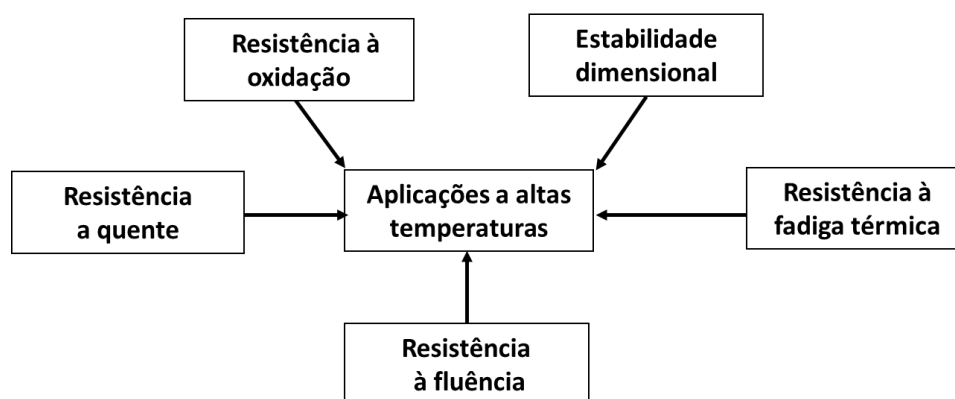 Resistência à
oxidação
Estabilidade
dimensional
Resistência
a quente
Aplicações a altas
temperaturas
Resistência à
fadiga térmica
Resistência
à fluência